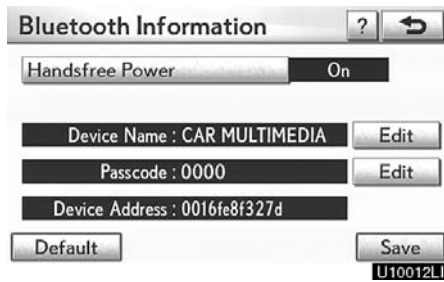 Bluetooth Information ?
Handsfree Power On
Device Name : CAR MULTIMEDIA Edit
Passcode : 0000 Edit
Device Address : 0016fe8f327d
Default Save
U10012LI